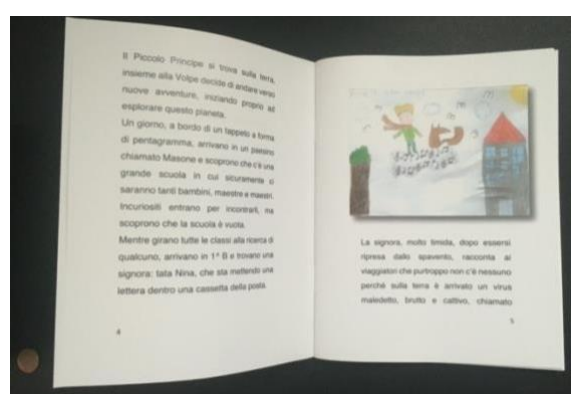 Il Piccolo Principe si trova sulla terra,
insieme alla Volpe decide di andare verso
nuove avventure, iniziando proprio ad
esplorare questo pianeta.
Un giorno, a bordo di un tappeto a forma
di pentagramma, arrivano in un paesino
chiamato Masone e scoprono che c'è una
grande scuola in cui sicuramente ci
saranno tanti bambini, maestre e maestri.
Incuriositi entrano per incontrarli, ma
scoprono che la scuola è vuota.
Mentre girano tutte le classi alla ricerca di
qualcuno, arrivano in 1^ B e trovano una
signora: tata Nina, che sta mettendo una
lettera dentro una cassetta della posta.
4
La signora, molto timida, dopo essersi
ripresa dallo spavento, racconta ai
viaggiatori che purtroppo non c'è nessuno
perché sulla terra è arrivato un virus
maledetto, brutto e cattivo, chiamato
5